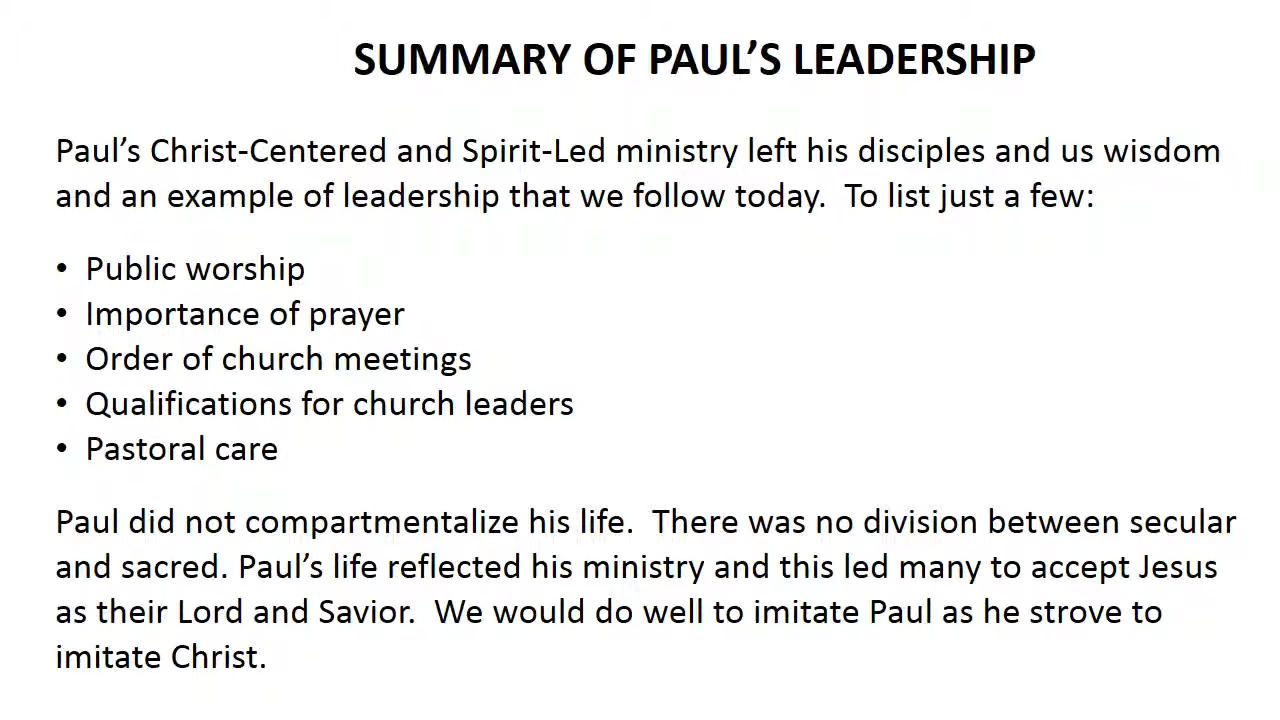 SUMMARY OF PAUL’S LEADERSHIP
Paul’s Christ-Centered and Spirit-Led ministry left his disciples and us wisdom
and an example of leadership that we follow today.  To list just a few:
• Public worship
• Importance of prayer
• Order of church meetings
• Qualifications for church leaders
• Pastoral care
Paul did not compartmentalize his life.  There was no division between secular
and sacred. Paul’s life reflected his ministry and this led many to accept Jesus
as their Lord and Savior.  We would do well to imitate Paul as he strove to
imitate Christ.